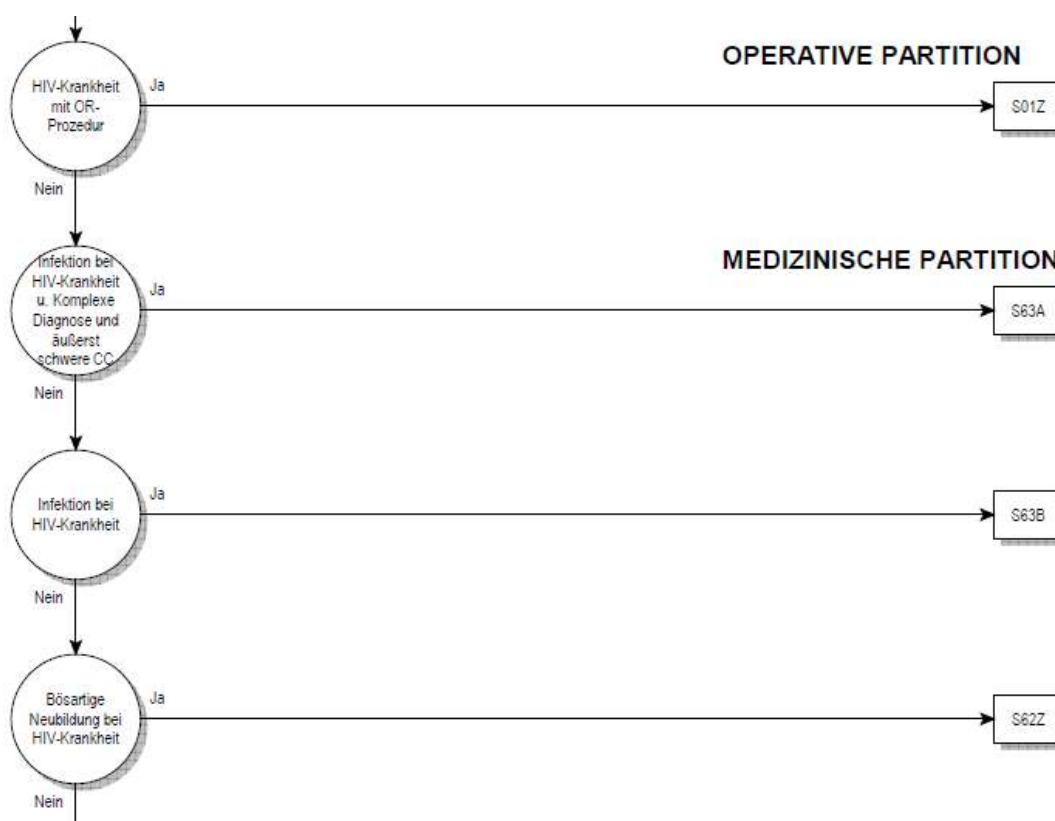 OPERATIVE PARTITION
HIV-Krankheit
mit OR-
Prozedur
Ja
S01Z
Nein
MEDIZINISCHE PARTITION
Infektion bei
HIV-Krankheit
u. Komplexe
Diagnose und
äußerst
schwere CC
Ja
S63A
Nein
Infektion bei
HIV-Krankheit
Ja
S63B
Nein
Bösartige
Neubildung bei
HIV-Krankheit
Ja
S62Z
Nein